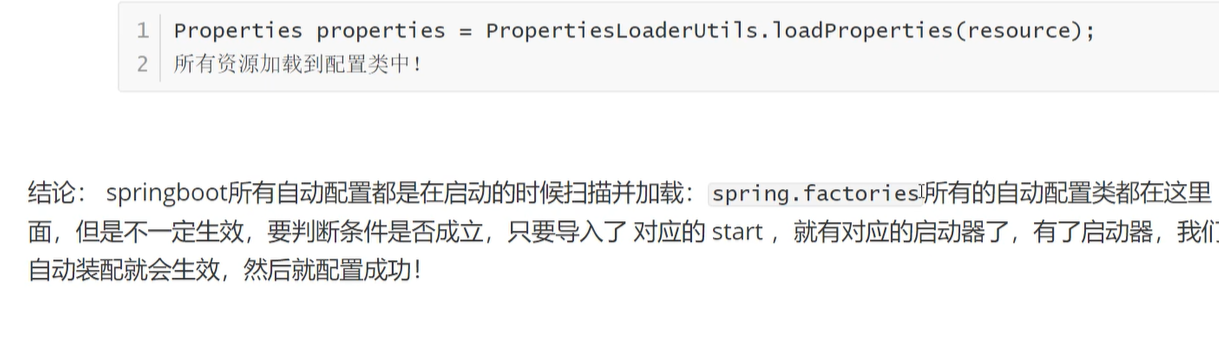 1 Properties properties = PropertiesLoaderUtils.loadProperties(resource);
2 所有资源加载到配置类中!
结论： springboot所有自动配置都是在启动的时候扫描并加载：spring.factories所有的自动配置类都在这里
面，但是不一定生效，要判断条件是否成立，只要导入了 对应的 start ，就有对应的启动器了，有了启动器，我们
自动装配就会生效，然后就配置成功！